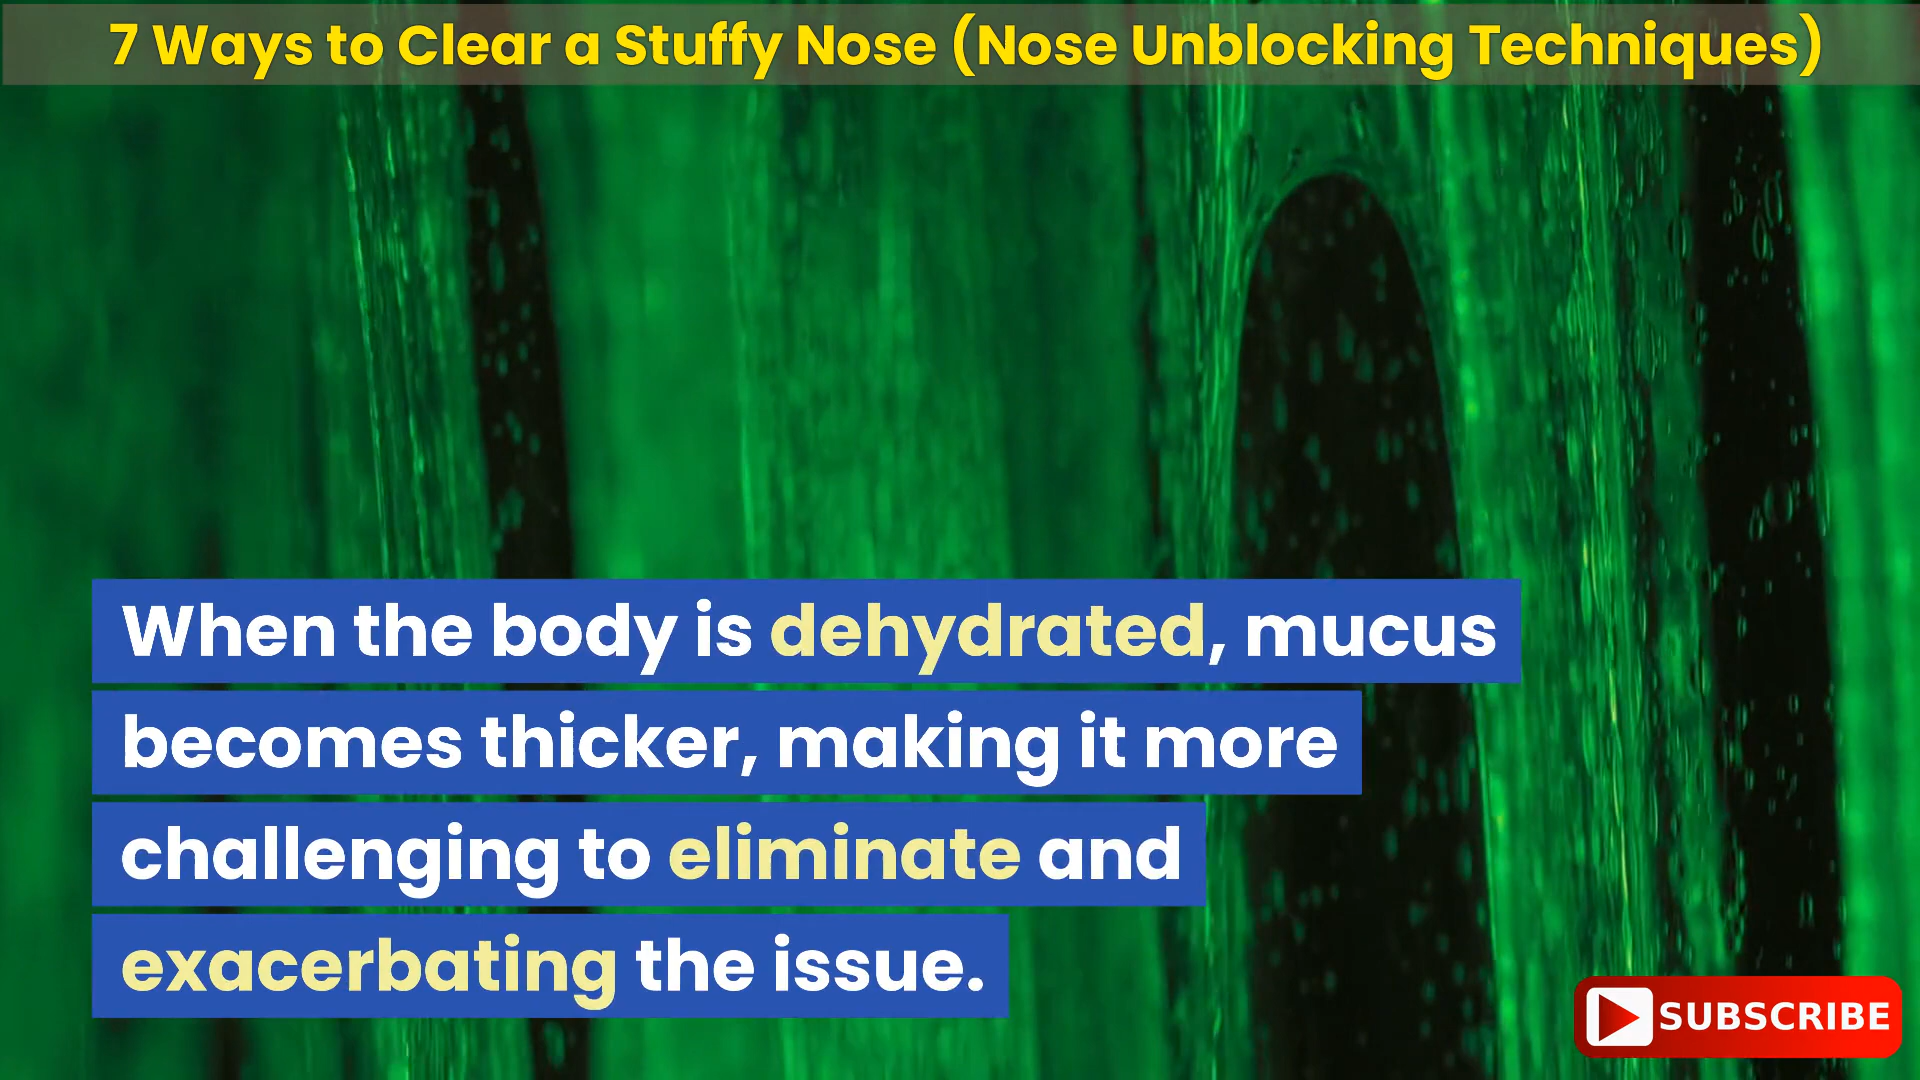 7 Ways to Clear a Stuffy Nose (Nose Unblocking Techniques)
When the body is dehydrated, mucus
becomes thicker, making it more
challenging to eliminate and
exacerbating the issue.
SUBSCRIBE